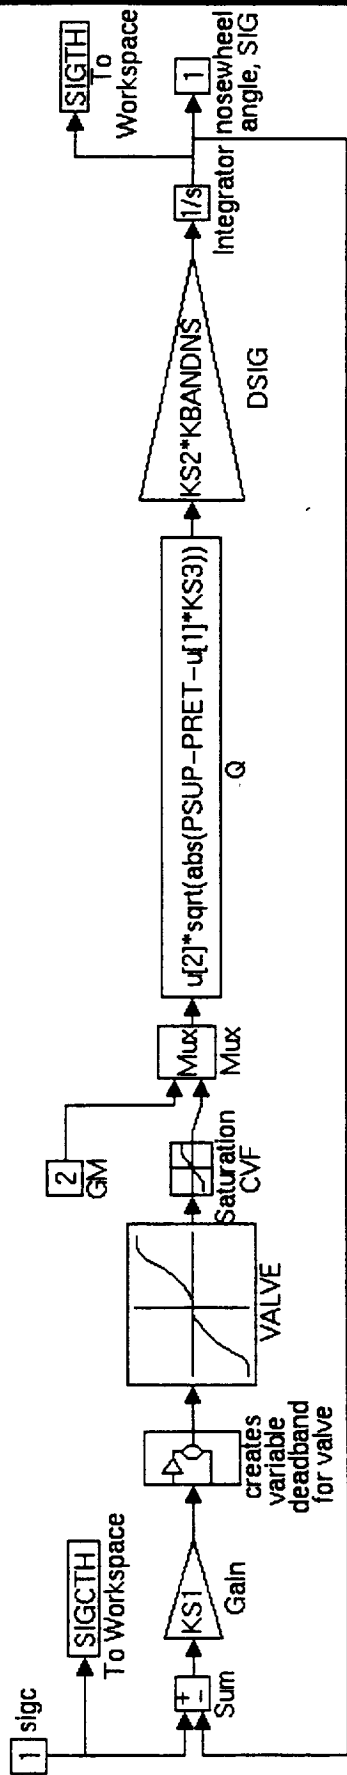 1
sigc
SIGCTH
To Workspace
+
−
Sum
KS1
Gain
creates
variable
deadband
for valve
VALVE
Saturation
CVF
2
GM
Mux
Mux
u[2]*sqrt(abs(PSUP-PRET-u[1]*KS3))
Q
KS2*KBANDNS
DSIG
1/s
Integrator
SIGTH
To
Workspace
1
nosewheel
angle, SIG